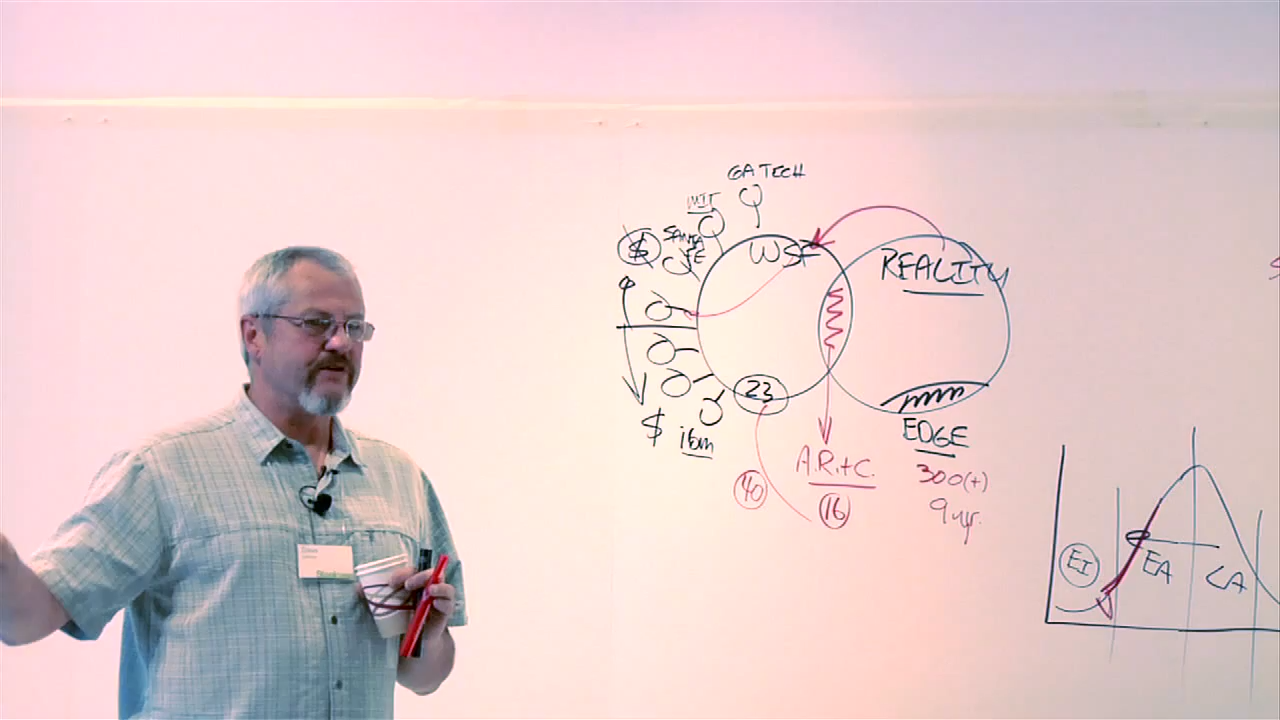 GA TECH
MIT
SANTA
FE
$
WSF
REALITY
23
$
ibm
EDGE
A.R.+C.
300(+)
40
16
9 yr.
EI
EA
LA